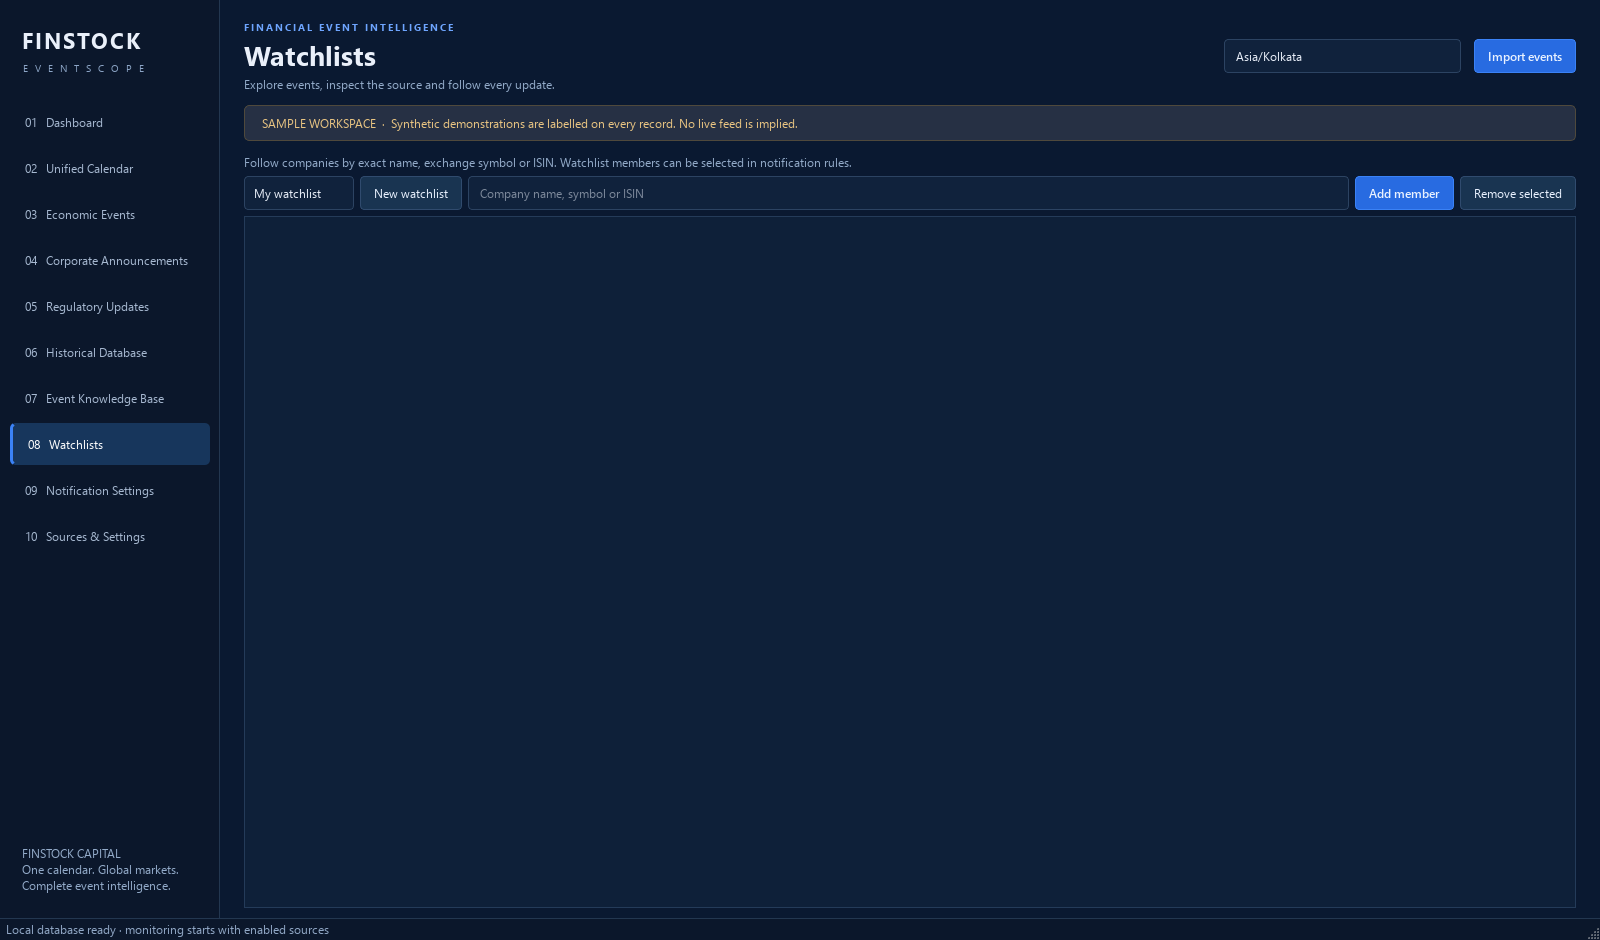 FINSTOCK
EVENTSCOPE
01 Dashboard
02 Unified Calendar
03 Economic Events
04 Corporate Announcements
05 Regulatory Updates
06 Historical Database
07 Event Knowledge Base
08 Watchlists
09 Notification Settings
10 Sources & Settings
FINSTOCK CAPITAL
One calendar. Global markets.
Complete event intelligence.
FINANCIAL EVENT INTELLIGENCE
Watchlists
Explore events, inspect the source and follow every update.
Asia/Kolkata
Import events
SAMPLE WORKSPACE · Synthetic demonstrations are labelled on every record. No live feed is implied.
Follow companies by exact name, exchange symbol or ISIN. Watchlist members can be selected in notification rules.
My watchlist
New watchlist
Company name, symbol or ISIN
Add member
Remove selected
Local database ready · monitoring starts with enabled sources